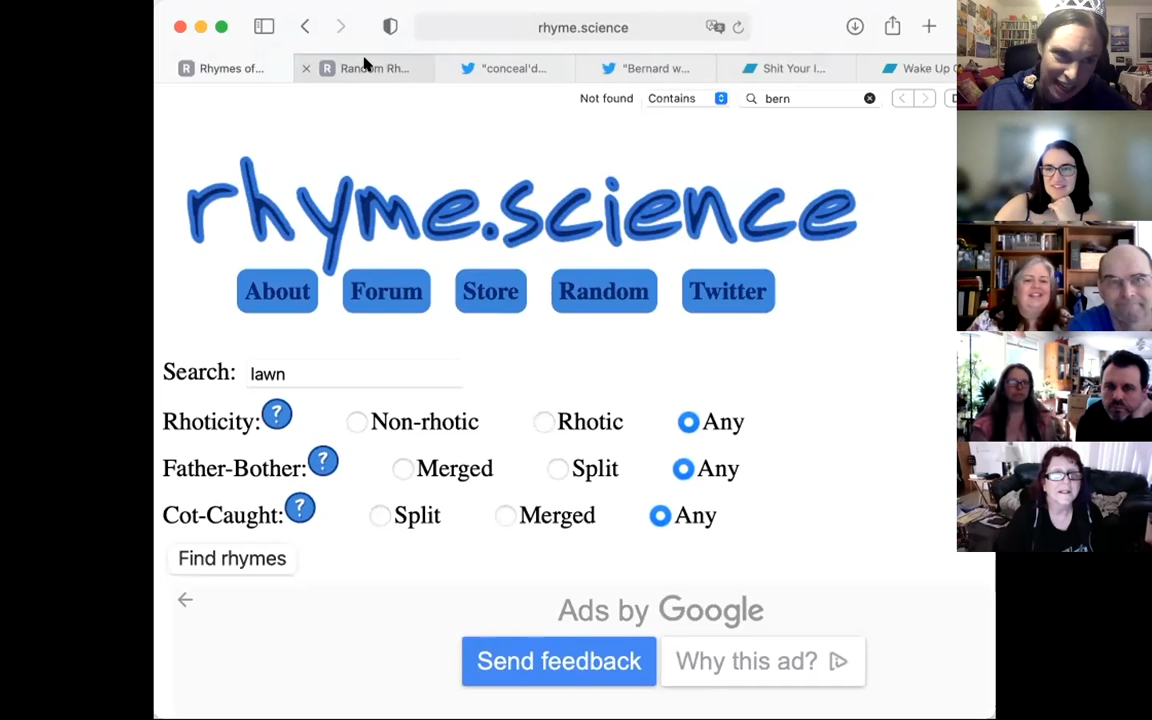 rhyme.science
Rhymes of...
Random Rh...
"conceal'd...
"Bernard w...
Shit Your I...
Wake Up
Not found
Contains
bern
rhyme.science
About
Forum
Store
Random
Twitter
Search: lawn
Rhoticity: ? Non-rhotic Rhotic Any
Father-Bother: ? Merged Split Any
Cot-Caught: ? Split Merged Any
Find rhymes
Ads by Google
Send feedback
Why this ad?